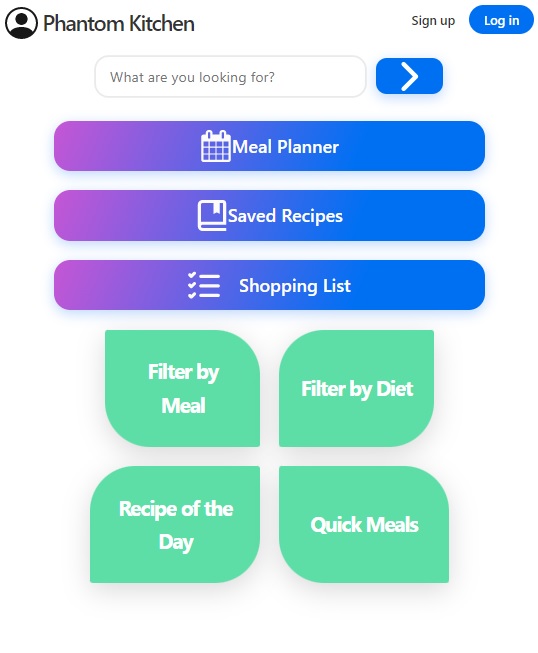 Phantom Kitchen
Sign up
Log in
What are you looking for?
Meal Planner
Saved Recipes
Shopping List
Filter by
Meal
Filter by Diet
Recipe of the
Day
Quick Meals